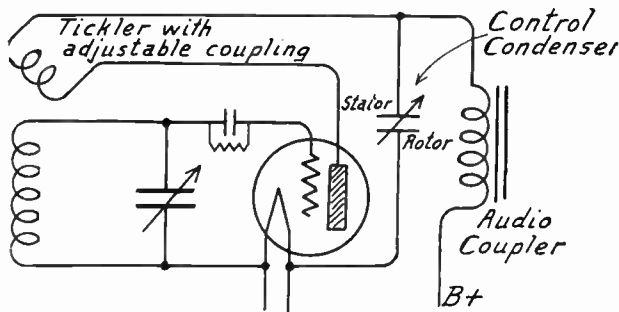 Tickler with
adjustable coupling
Control
Condenser
Stator
Rotor
Audio
Coupler
B+